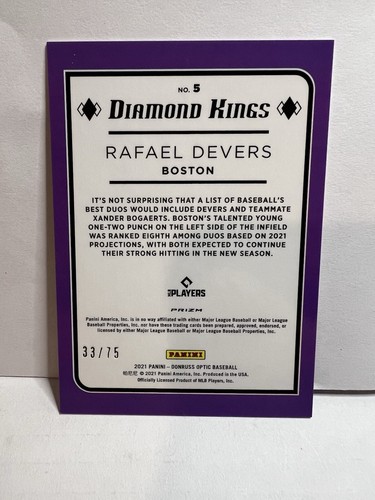 NO. 5
DIAMOND KINGS
RAFAEL DEVERS
BOSTON
IT'S NOT SURPRISING THAT A LIST OF BASEBALL'S
BEST DUOS WOULD INCLUDE DEVERS AND TEAMMATE
XANDER BOGAERTS. BOSTON'S TALENTED YOUNG
ONE-TWO PUNCH ON THE LEFT SIDE OF THE INFIELD
WAS RANKED EIGHTH AMONG DUOS BASED ON 2021
PROJECTIONS, WITH BOTH EXPECTED TO CONTINUE
THEIR STRONG HITTING IN THE NEW SEASON.
PLAYERS
PRIZM
Panini America, Inc. is in no way affiliated with either Major League Baseball or Major League
Baseball Properties, Inc. nor have these trading cards been prepared, approved, endorsed, or
licensed by either Major League Baseball or Major League Baseball Properties, Inc.
33/75
PANINI
2021 PANINI – DONRUSS OPTIC BASEBALL
帕尼尼 © 2021 Panini America, Inc. Produced in the USA.
Officially Licensed Product of MLB Players, Inc.